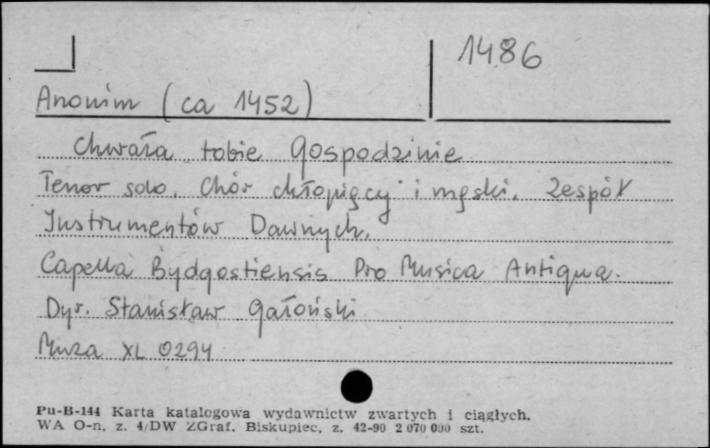 1486
Anonim (ca 1452)
Chwała tobie Gospodzinie
Tenor solo. Chór chłopięcy i męski. Zespół
Instrumentów Dawnych.
Capella Bydgostiensis Pro Musica Antiqua.
Dyr. Stanisław Gałoński
Muza XL 0294
Pu-B-144 Karta katalogowa wydawnictw zwartych i ciągłych.
WA O-n, z. 4/DW ZGraf. Biskupiec, z. 42-90 2 070 000 szt.